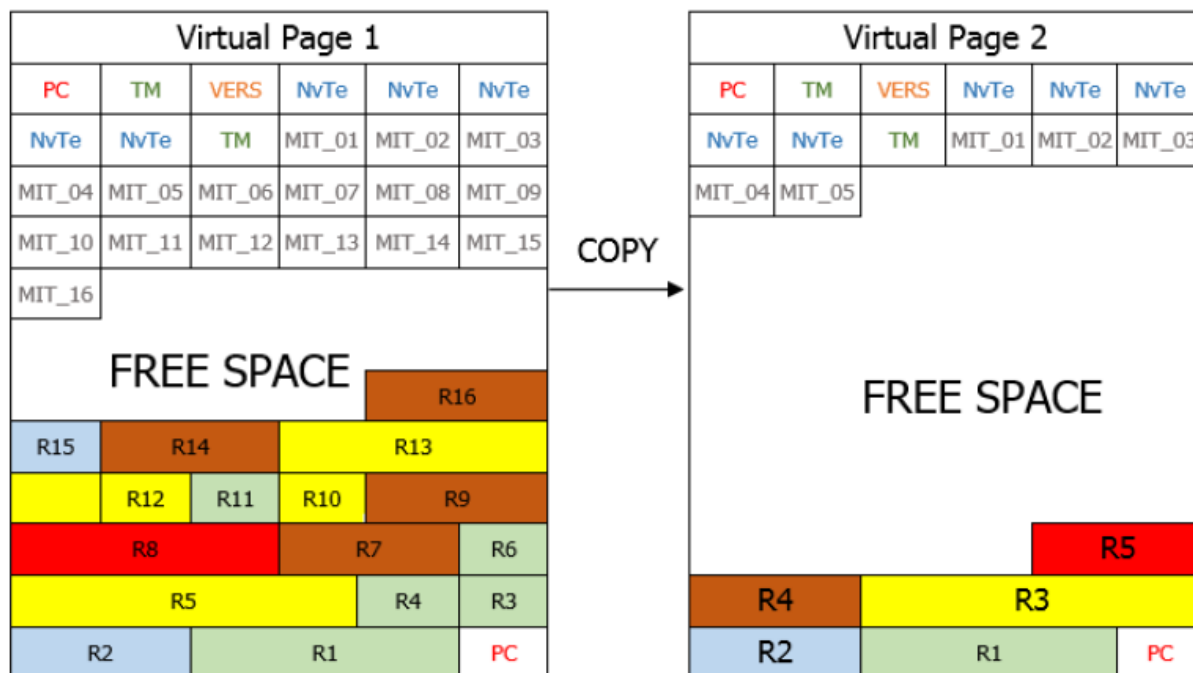 Virtual Page 1
PC TM VERS NvTe NvTe NvTe
NvTe NvTe TM MIT_01 MIT_02 MIT_03
MIT_04 MIT_05 MIT_06 MIT_07 MIT_08 MIT_09
MIT_10 MIT_11 MIT_12 MIT_13 MIT_14 MIT_15
MIT_16
FREE SPACE
R16
R15 R14 R13
R12 R11 R10 R9
R8 R7 R6
R5 R4 R3
R2 R1 PC
COPY
Virtual Page 2
PC TM VERS NvTe NvTe NvTe
NvTe NvTe TM MIT_01 MIT_02 MIT_03
MIT_04 MIT_05
FREE SPACE
R5
R4 R3
R2 R1 PC